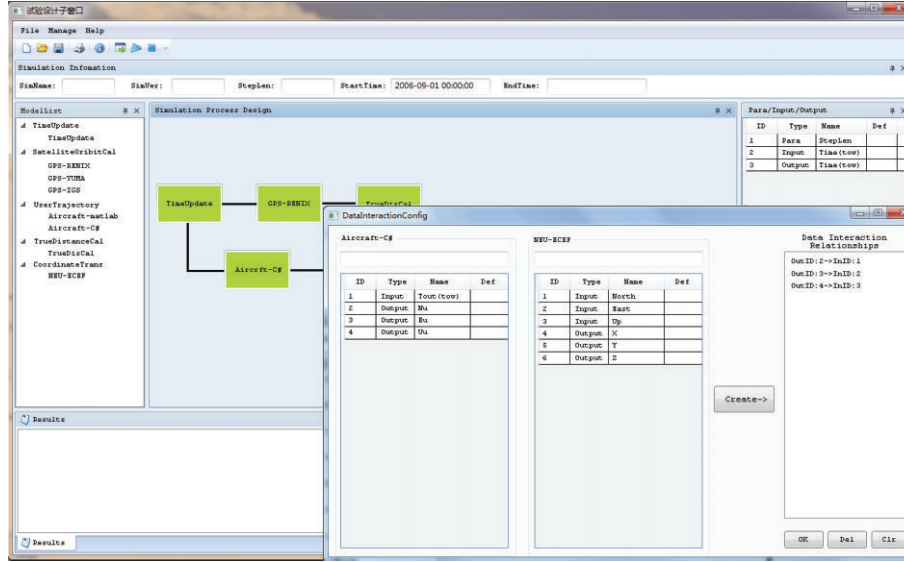 试验设计子窗口
File Manage Help
Simulation Infomation
SimName: SimVer: StepLen: StartTime: 2006-09-01 00:00:00 EndTime:
ModelList
TimeUpdate
TimeUpdate
SatelliteOribitCal
GPS-RENIX
GPS-YUMA
GPS-IGS
UserTrajectory
Aircraft-matlab
Aircraft-C#
TrueDistanceCal
TrueDisCal
CoordinateTrans
NEU-ECEF
Simulation Process Design
TimeUpdate GPS-RENIX TrueDisCal
Aircrft-C#
Para/Input/Output
ID Type Name Def
1 Para StepLen
2 Input Time(tow)
3 Output Time(tow)
DataInteractionConfig
Aircraft-C#
ID Type Name Def
1 Input Tout(tow)
2 Output Nu
3 Output Eu
4 Output Uu
NEU-ECEF
ID Type Name Def
1 Input North
2 Input East
3 Input Up
4 Output X
5 Output Y
6 Output Z
Create->
Data Interaction
Relationships
OutID:2->InID:1
OutID:3->InID:2
OutID:4->InID:3
OK Del Clr
Results
Results